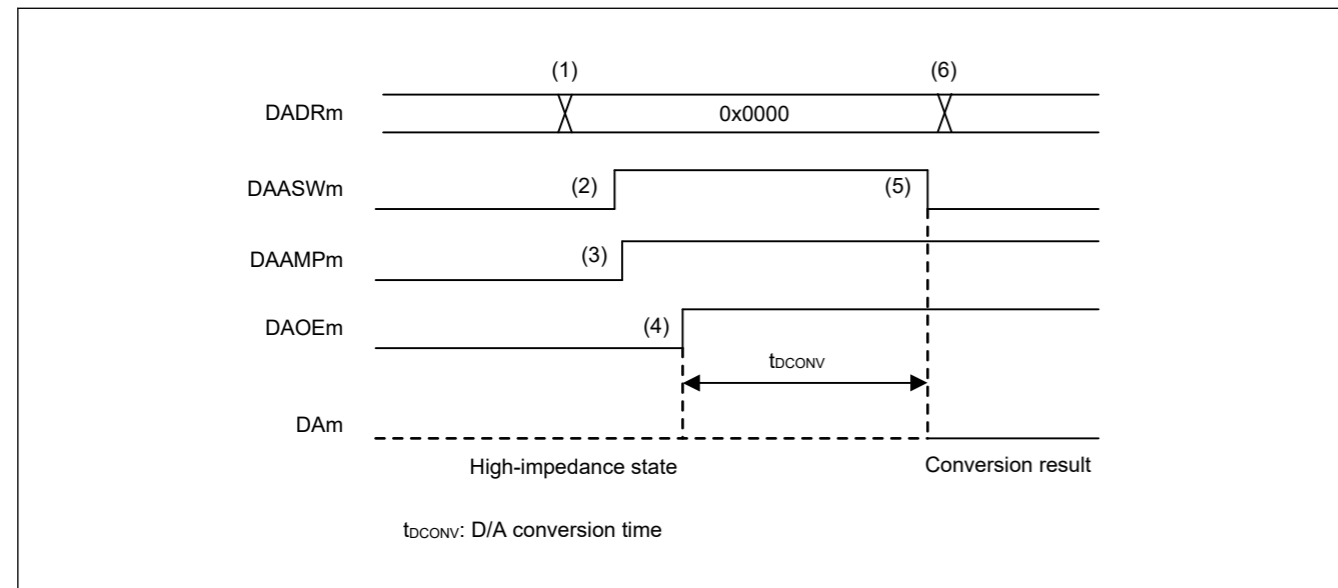 (1) (6)
DADRm 0x0000
DAASWm (2) (5)
DAAMPm (3)
DAOEm (4)
tDCONV
DAm
High-impedance state Conversion result
tDCONV: D/A conversion time